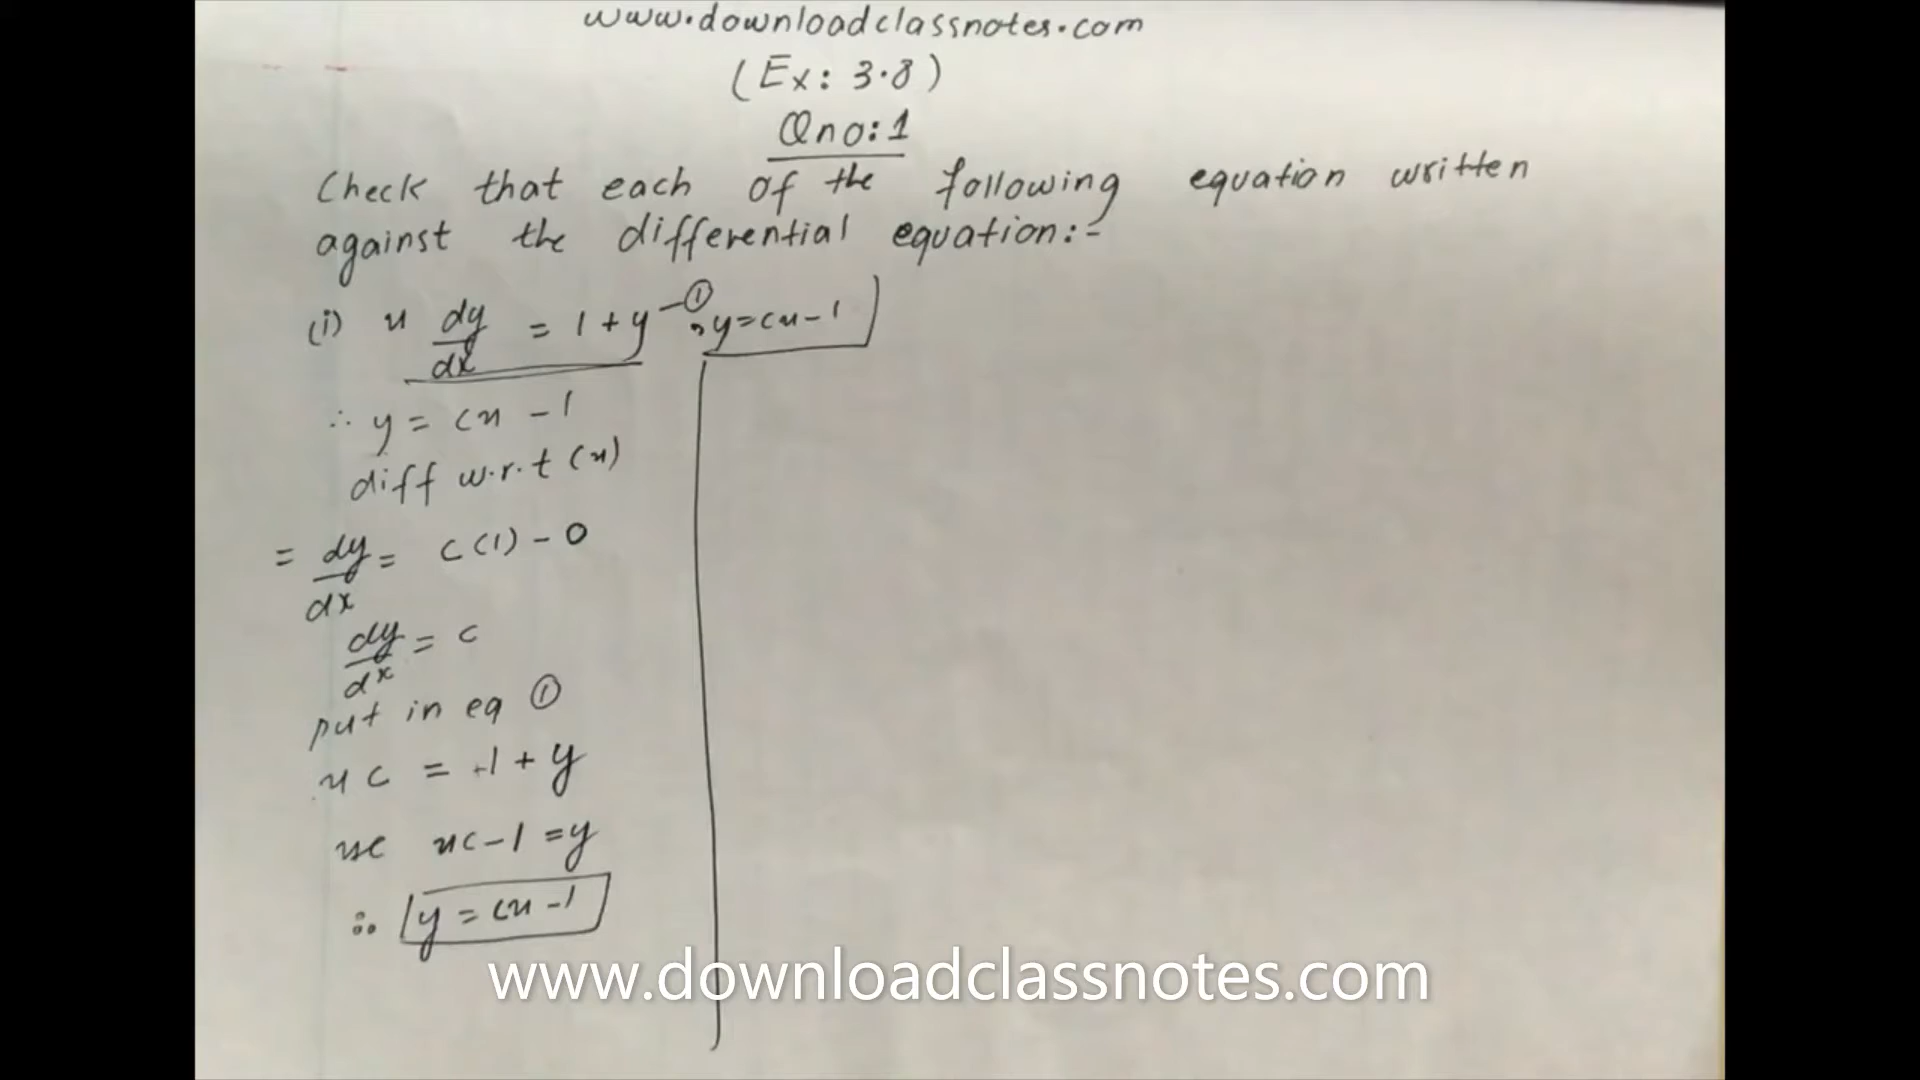 www.downloadclassnotes.com
(Ex: 3.8)
Qno:1
Check that each of the following equation written
against the differential equation:-
(i) x dy/dx = 1 + y —① , y = cx - 1
∴ y = cx - 1
diff w.r.t (x)
= dy/dx = c(1) - 0
dy/dx = c
put in eq ①
xc = +1 + y
xc xc - 1 = y
∴ y = cx - 1
www.downloadclassnotes.com